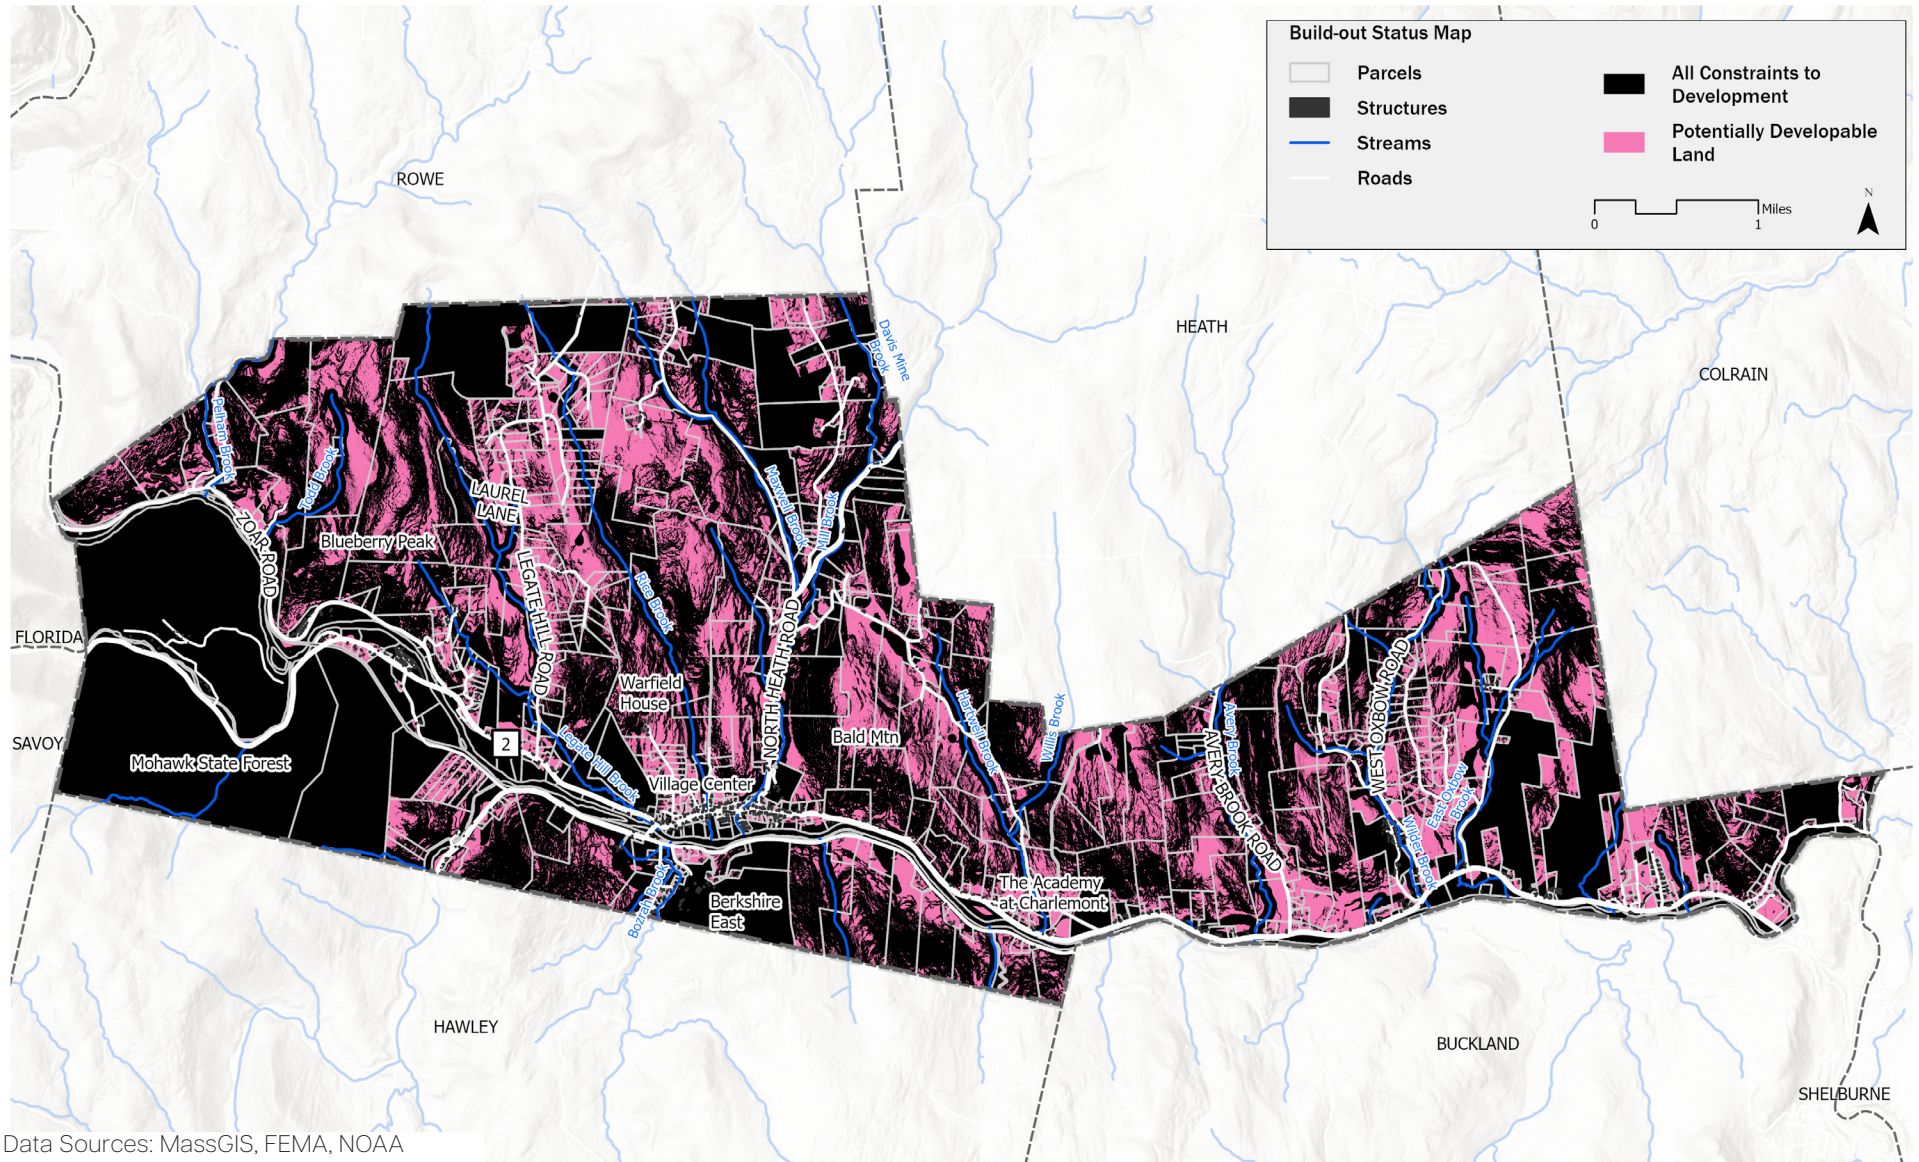 Build-out Status Map
Parcels
Structures
Streams
Roads
All Constraints to
Development
Potentially Developable
Land
N
Miles
0
1
ROWE
HEATH
COLRAIN
Davis Mine
Brook
Pelham Brook
Todd Brook
LAUREL
LANE
Maxwell Brook
Mill Brook
ZOAR ROAD
Blueberry Peak
LEGATE HILL ROAD
Rice Brook
NORTH HEATH ROAD
FLORIDA
Warfield
House
WEST OXBOW ROAD
SAVOY
2
Bald Mtn
Hartwell Brook
Willis Brook
Avery Brook
AVERY BROOK ROAD
Mohawk State Forest
Legate Hill Brook
Village Center
East Oxbow
Brook
Wilder Brook
The Academy
at Charlemont
Bozrah Brook
Berkshire
East
HAWLEY
BUCKLAND
SHELBURNE
Data Sources: MassGIS, FEMA, NOAA